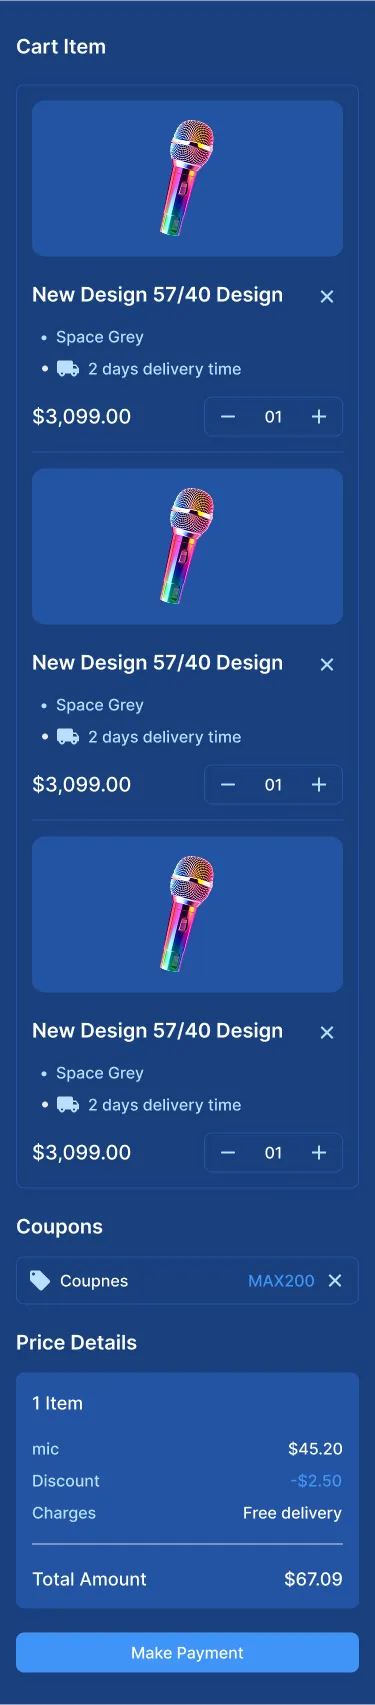 Cart Item
New Design 57/40 Design
Space Grey
2 days delivery time
$3,099.00
01
New Design 57/40 Design
Space Grey
2 days delivery time
$3,099.00
01
New Design 57/40 Design
Space Grey
2 days delivery time
$3,099.00
01
Coupons
Coupnes MAX200
Price Details
1 Item
mic $45.20
Discount -$2.50
Charges Free delivery
Total Amount $67.09
Make Payment